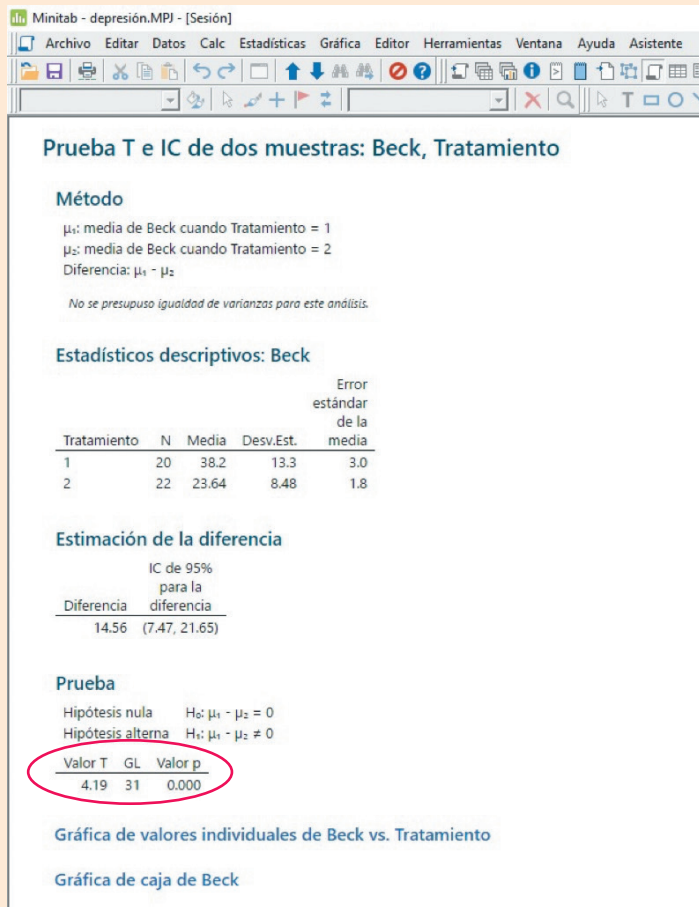 Minitab - depresión.MPJ - [Sesión]
Archivo Editar Datos Calc Estadísticas Gráfica Editor Herramientas Ventana Ayuda Asistente
Prueba T e IC de dos muestras: Beck, Tratamiento
Método
μ₁: media de Beck cuando Tratamiento = 1
μ₂: media de Beck cuando Tratamiento = 2
Diferencia: μ₁ - μ₂
No se presupuso igualdad de varianzas para este análisis.
Estadísticos descriptivos: Beck
Error
estándar
de la
Tratamiento N Media Desv.Est. media
1 20 38.2 13.3 3.0
2 22 23.64 8.48 1.8
Estimación de la diferencia
IC de 95%
para la
Diferencia diferencia
14.56 (7.47, 21.65)
Prueba
Hipótesis nula H₀: μ₁ - μ₂ = 0
Hipótesis alterna H₁: μ₁ - μ₂ ≠ 0
Valor T GL Valor p
4.19 31 0.000
Gráfica de valores individuales de Beck vs. Tratamiento
Gráfica de caja de Beck